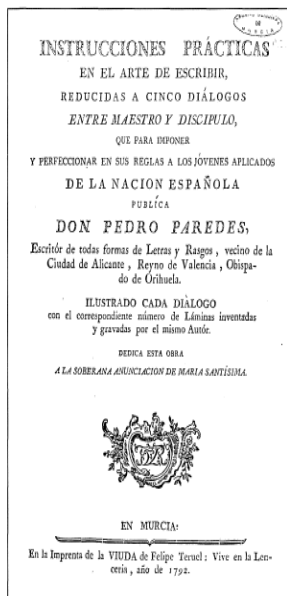 INSTRUCCIONES PRÁCTICAS
EN EL ARTE DE ESCRIBIR,
REDUCIDAS A CINCO DIÁLOGOS
ENTRE MAESTRO Y DISCIPULO,
QUE PARA IMPONER
Y PERFECCIONAR EN SUS REGLAS A LOS JÓVENES APLICADOS
DE LA NACION ESPAÑOLA
PUBLÍCA
DON PEDRO PAREDES,
Escritór de todas formas de Letras y Rasgos, vecino de la
Ciudad de Alicante, Reyno de Valencia, Obispa-
do de Orihuela.
ILUSTRADO CADA DIÁLOGO
con el correspondiente número de Láminas inventadas
y gravadas por el mismo Autór.
DEDICA ESTA OBRA
A LA SOBERANA ANUNCIACION DE MARIA SANTÍSIMA.
EN MURCIA:
En la Imprenta de la VIUDA de Felipe Teruel: Vive en la Len-
ceria, año de 1792.